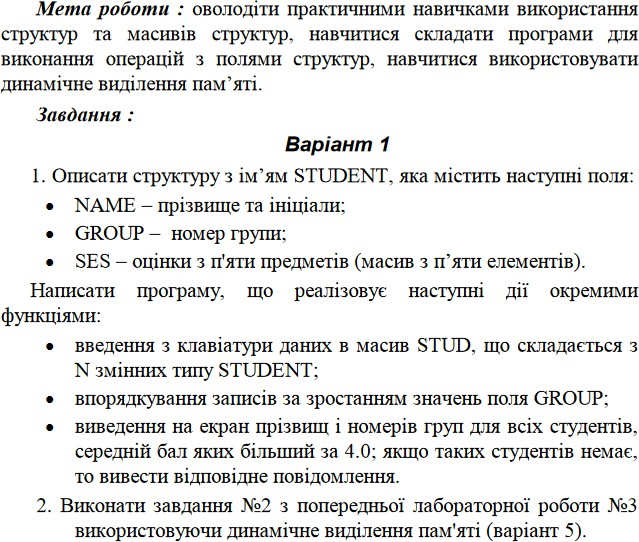 Мета роботи : оволодіти практичними навичками використання
структур та масивів структур, навчитися складати програми для
виконання операцій з полями структур, навчитися використовувати
динамічне виділення пам’яті.
Завдання :
Варіант 1
1. Описати структуру з ім’ям STUDENT, яка містить наступні поля:
• NAME – прізвище та ініціали;
• GROUP – номер групи;
• SES – оцінки з п'яти предметів (масив з п’яти елементів).
Написати програму, що реалізовує наступні дії окремими
функціями:
• введення з клавіатури даних в масив STUD, що складається з
N змінних типу STUDENT;
• впорядкування записів за зростанням значень поля GROUP;
• виведення на екран прізвищ і номерів груп для всіх студентів,
середній бал яких більший за 4.0; якщо таких студентів немає,
то вивести відповідне повідомлення.
2. Виконати завдання №2 з попередньої лабораторної роботи №3
використовуючи динамічне виділення пам'яті (варіант 5).